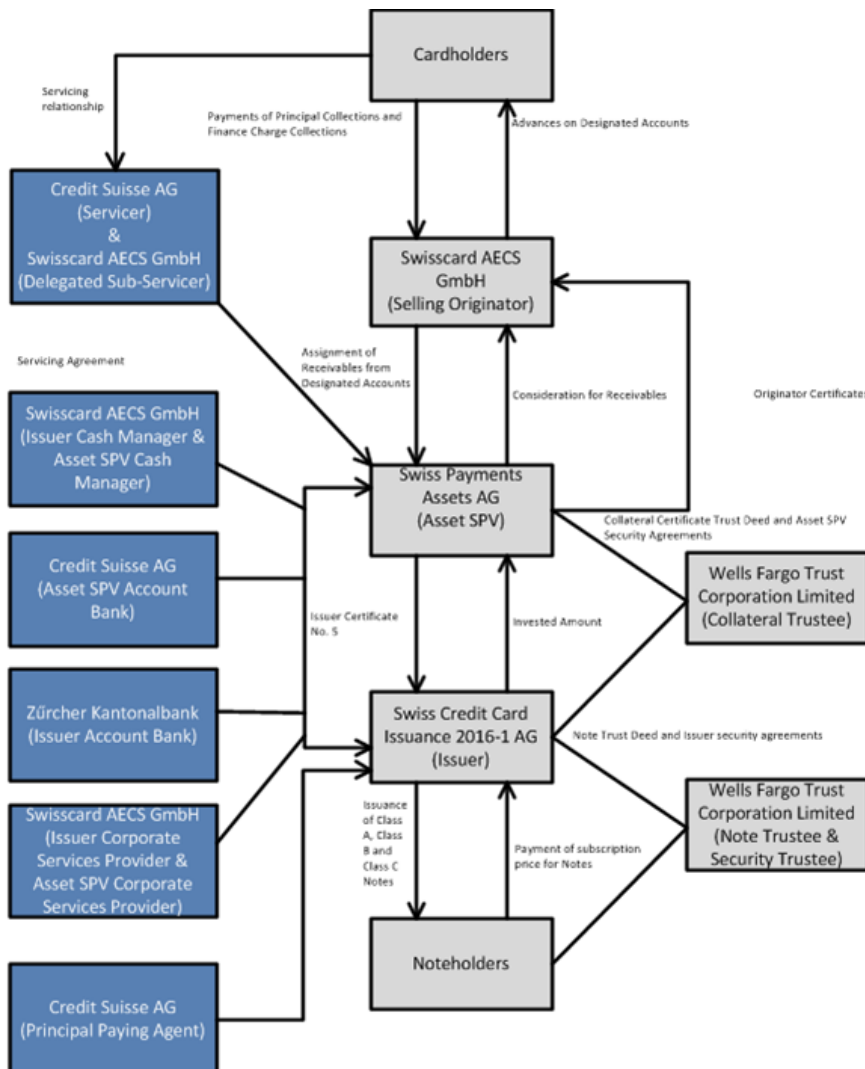 Cardholders
Servicing
relationship
Payments of Principal Collections and
Finance Charge Collections
Advances on Designated Accounts
Credit Suisse AG
(Servicer)
&
Swisscard AECS GmbH
(Delegated Sub-Servicer)
Swisscard AECS
GmbH
(Selling Originator)
Servicing Agreement
Assignment of
Receivables from
Designated Accounts
Consideration for Receivables
Originator Certificates
Swisscard AECS GmbH
(Issuer Cash Manager &
Asset SPV Cash
Manager)
Swiss Payments
Assets AG
(Asset SPV)
Collateral Certificate Trust Deed and Asset SPV
Security Agreements
Credit Suisse AG
(Asset SPV Account
Bank)
Wells Fargo Trust
Corporation Limited
(Collateral Trustee)
Issuer Certificate
No. 5
Invested Amount
Zűrcher Kantonalbank
(Issuer Account Bank)
Swiss Credit Card
Issuance 2016-1 AG
(Issuer)
Note Trust Deed and Issuer security agreements
Swisscard AECS GmbH
(Issuer Corporate
Services Provider &
Asset SPV Corporate
Services Provider)
Issuance
of Class
A, Class
B and
Class C
Notes
Payment of subscription
price for Notes
Wells Fargo Trust
Corporation Limited
(Note Trustee &
Security Trustee)
Noteholders
Credit Suisse AG
(Principal Paying Agent)